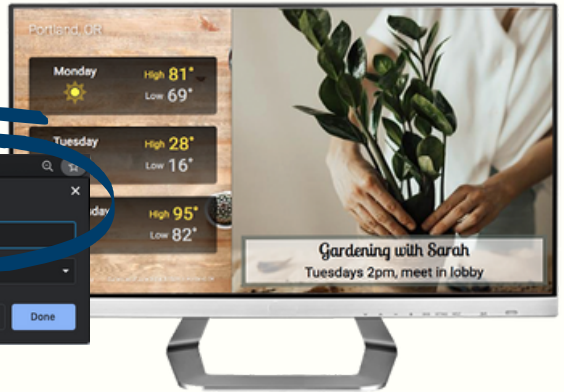 Portland, OR
Monday
High 81°
Low 69°
Tuesday
High 28°
Low 16°
day
High 95°
Low 82°
Gardening with Sarah
Tuesdays 2pm, meet in lobby
Done